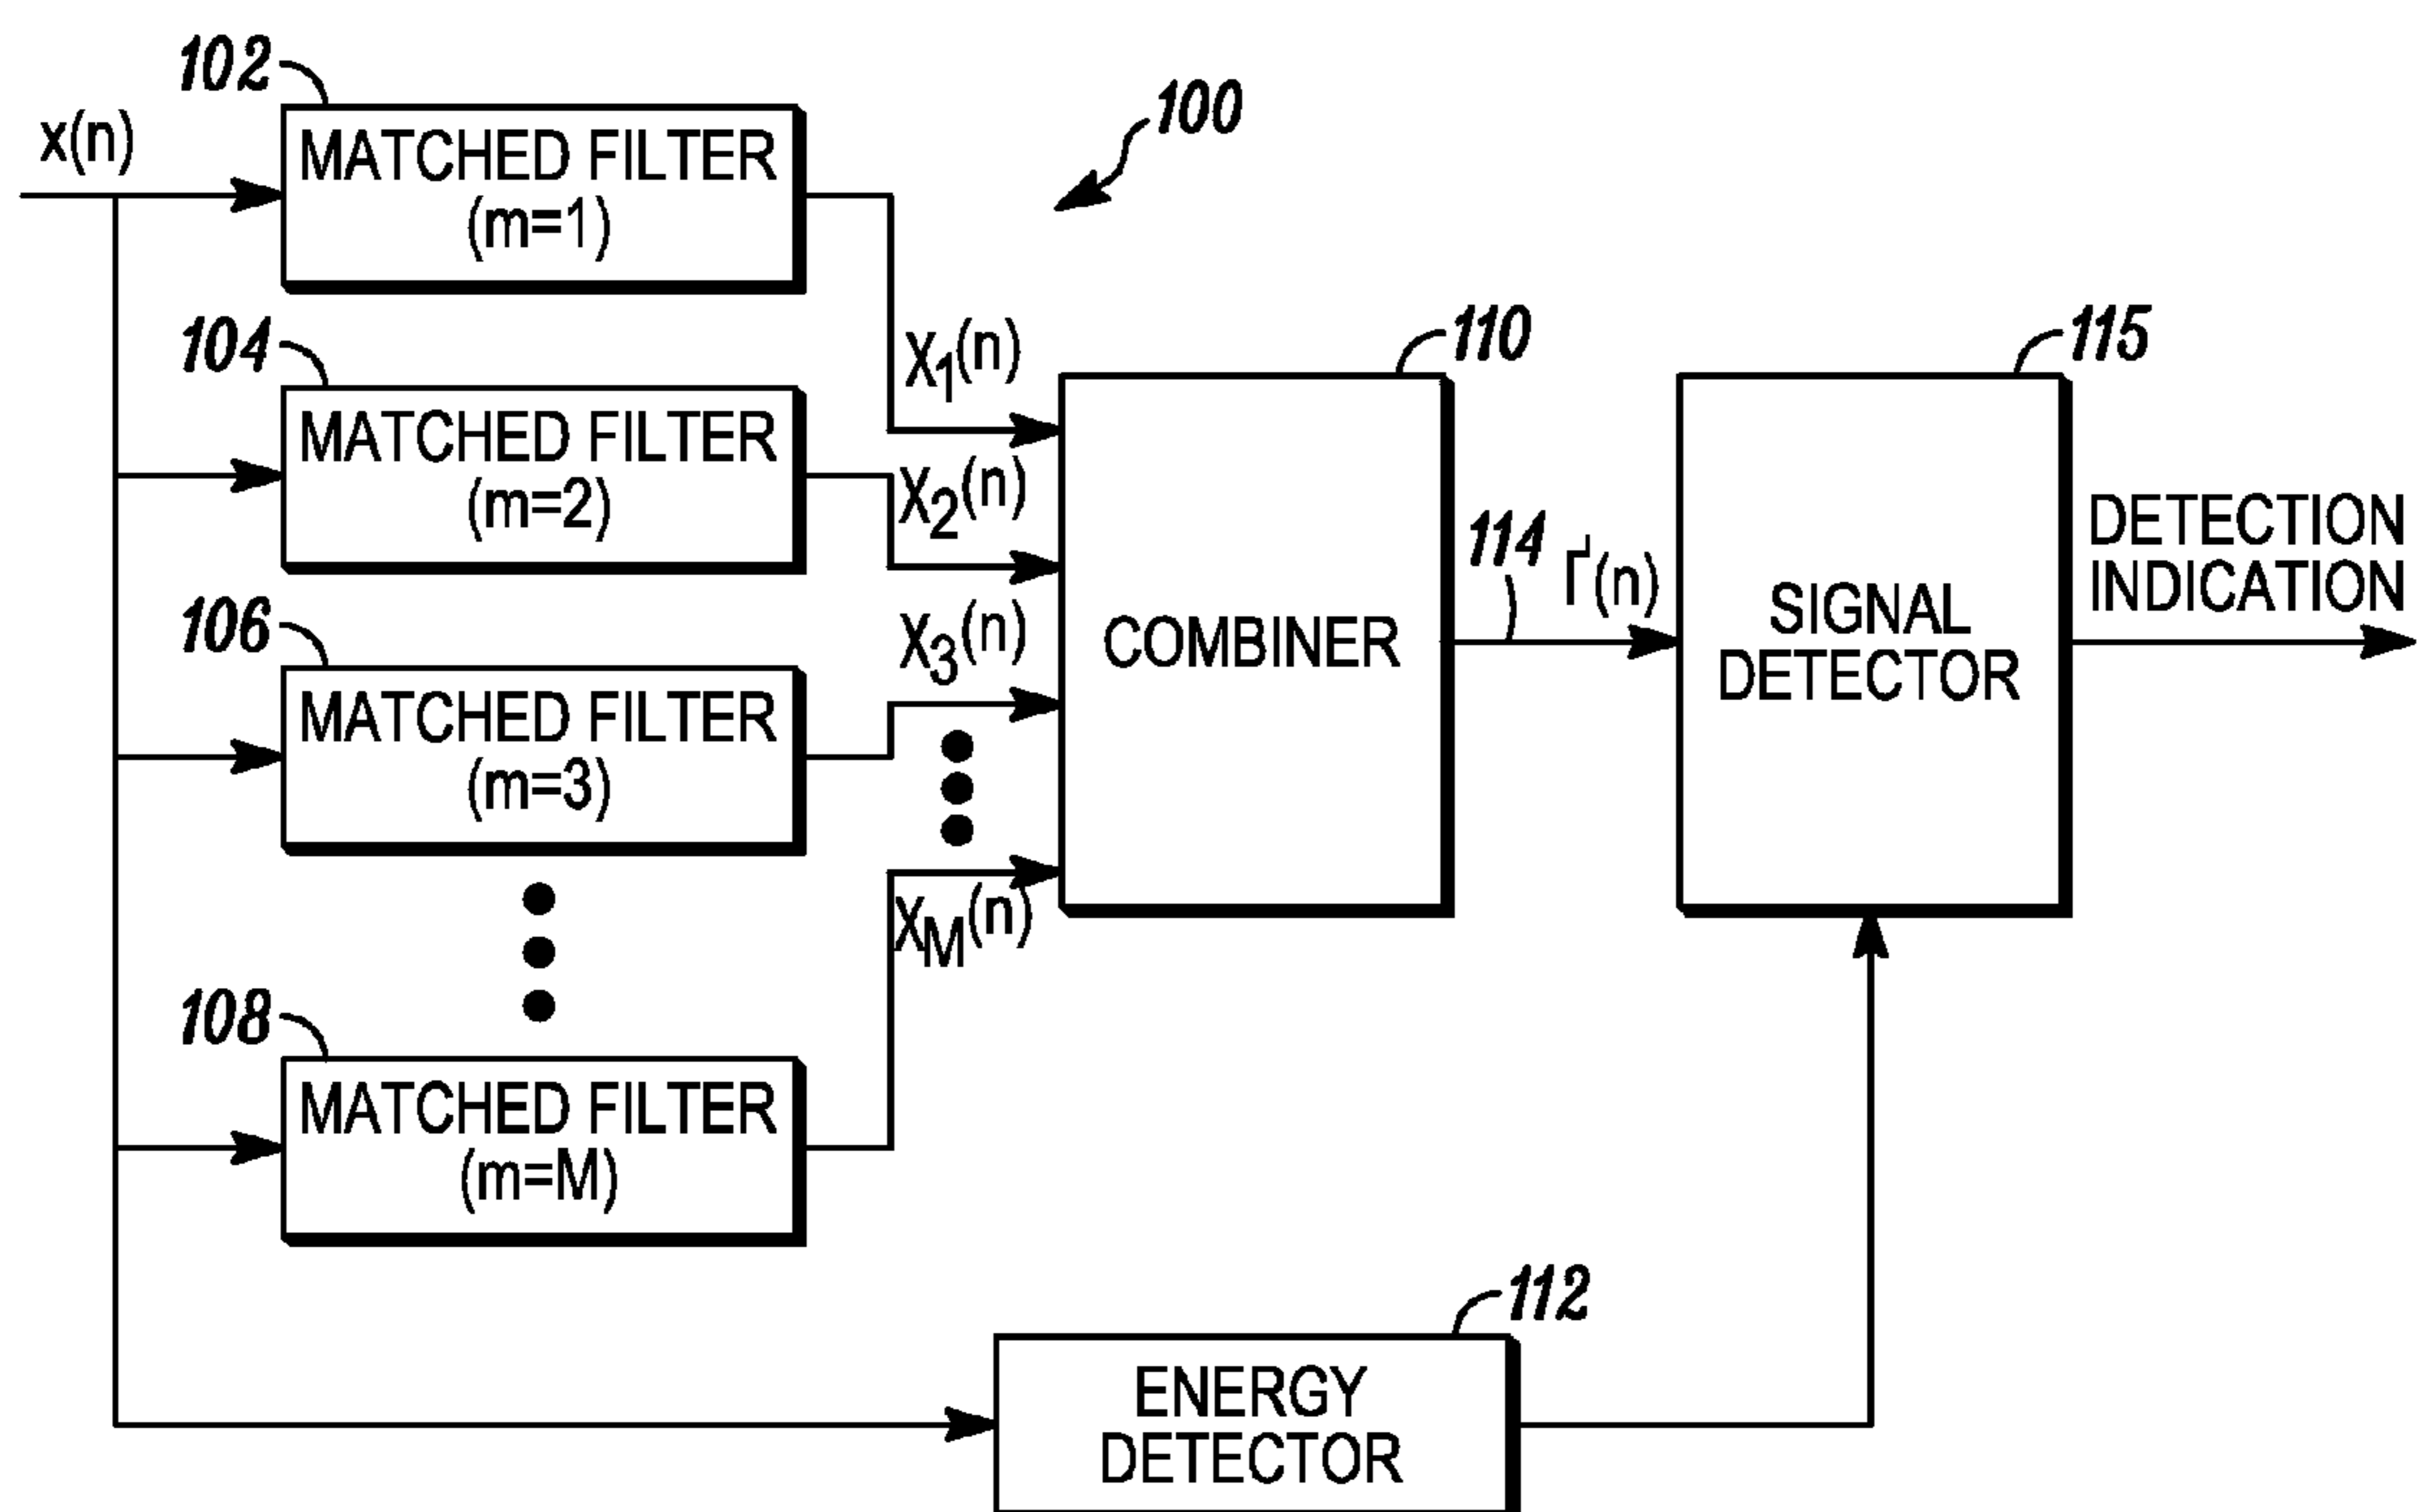 102
x(n)
MATCHED FILTER
(m=1)
100
104
MATCHED FILTER
(m=2)
106
MATCHED FILTER
(m=3)
108
MATCHED FILTER
(m=M)
X1(n)
X2(n)
X3(n)
XM(n)
110
COMBINER
114
Γ(n)
115
SIGNAL
DETECTOR
DETECTION
INDICATION
112
ENERGY
DETECTOR